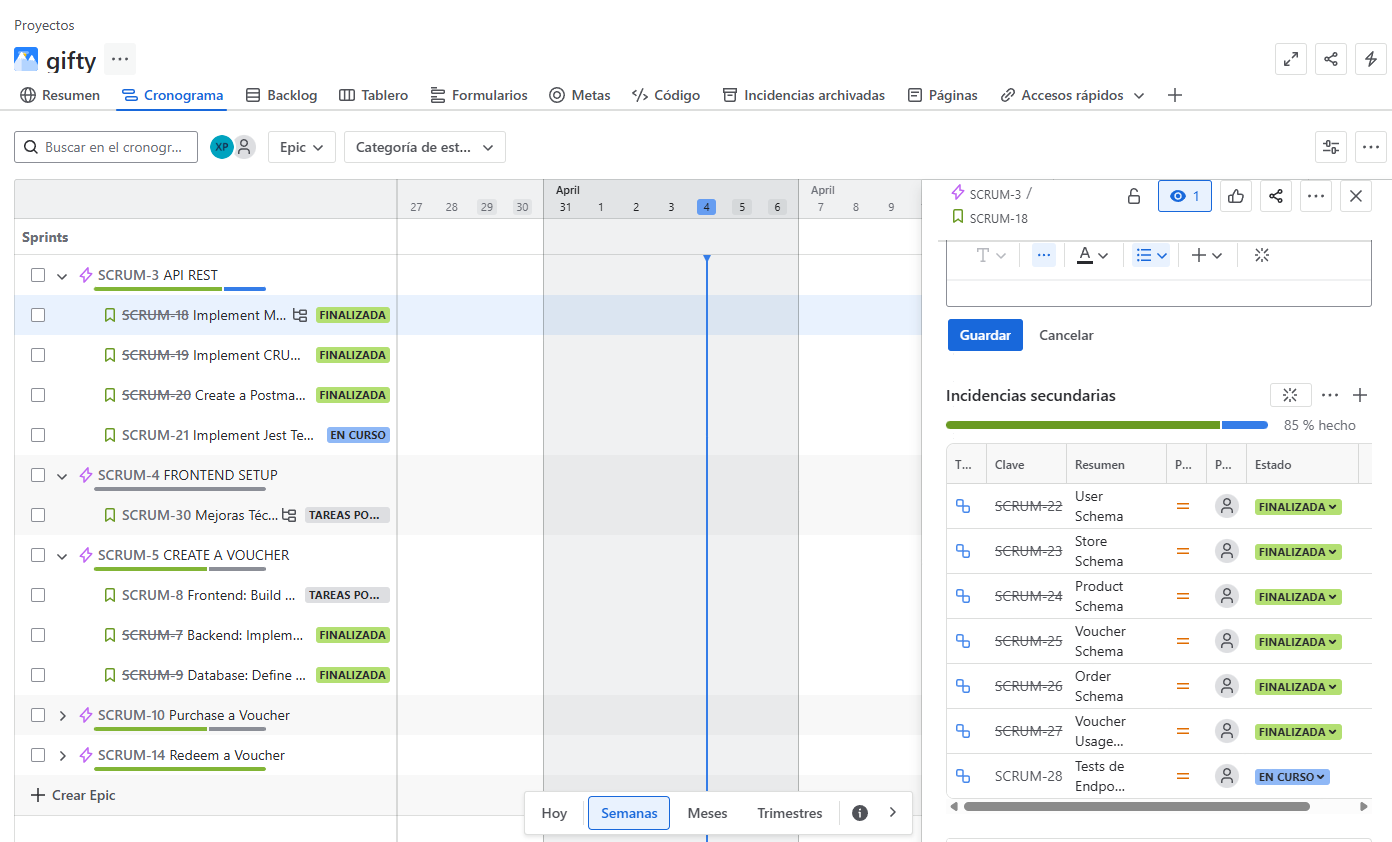 Proyectos
gifty
Resumen Cronograma Backlog Tablero Formularios Metas Código Incidencias archivadas Páginas Accesos rápidos
Buscar en el cronogr... XP Epic Categoría de est...
April April
27 28 29 30 31 1 2 3 4 5 6 7 8 9
Sprints
SCRUM-3 API REST
SCRUM-18 Implement M... FINALIZADA
SCRUM-19 Implement CRU... FINALIZADA
SCRUM-20 Create a Postma... FINALIZADA
SCRUM-21 Implement Jest Te... EN CURSO
SCRUM-4 FRONTEND SETUP
SCRUM-30 Mejoras Téc... TAREAS PO...
SCRUM-5 CREATE A VOUCHER
SCRUM-8 Frontend: Build ... TAREAS PO...
SCRUM-7 Backend: Implem... FINALIZADA
SCRUM-9 Database: Define ... FINALIZADA
SCRUM-10 Purchase a Voucher
SCRUM-14 Redeem a Voucher
Crear Epic
Hoy Semanas Meses Trimestres
SCRUM-3 /
SCRUM-18
1
T A
Guardar Cancelar
Incidencias secundarias
85 % hecho
T... Clave Resumen P... P... Estado
SCRUM-22 User Schema FINALIZADA
SCRUM-23 Store Schema FINALIZADA
SCRUM-24 Product Schema FINALIZADA
SCRUM-25 Voucher Schema FINALIZADA
SCRUM-26 Order Schema FINALIZADA
SCRUM-27 Voucher Usage... FINALIZADA
SCRUM-28 Tests de Endpo... EN CURSO